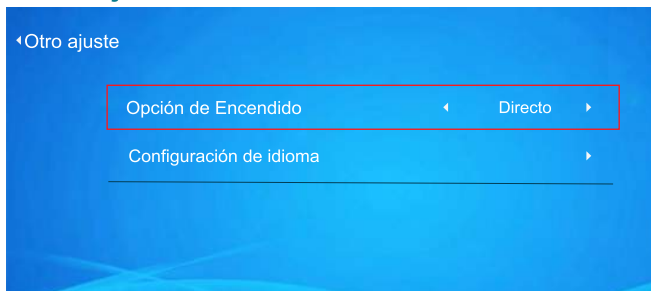 Otro ajuste
Opción de Encendido Directo
Configuración de idioma